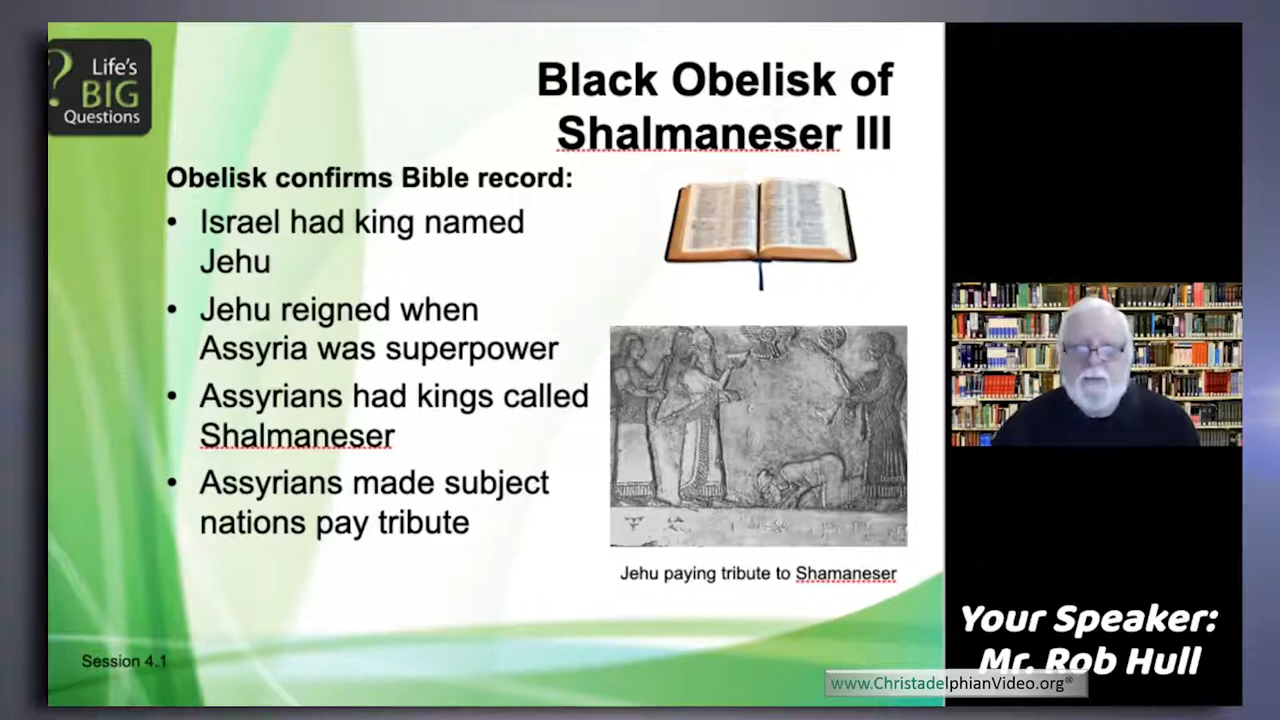 ?
Life's
BIG
Questions
Black Obelisk of
Shalmaneser III
Obelisk confirms Bible record:
• Israel had king named
Jehu
• Jehu reigned when
Assyria was superpower
• Assyrians had kings called
Shalmaneser
• Assyrians made subject
nations pay tribute
Jehu paying tribute to Shamaneser
Session 4.1
Your Speaker:
Mr. Rob Hull
www.ChristadelphianVideo.org®